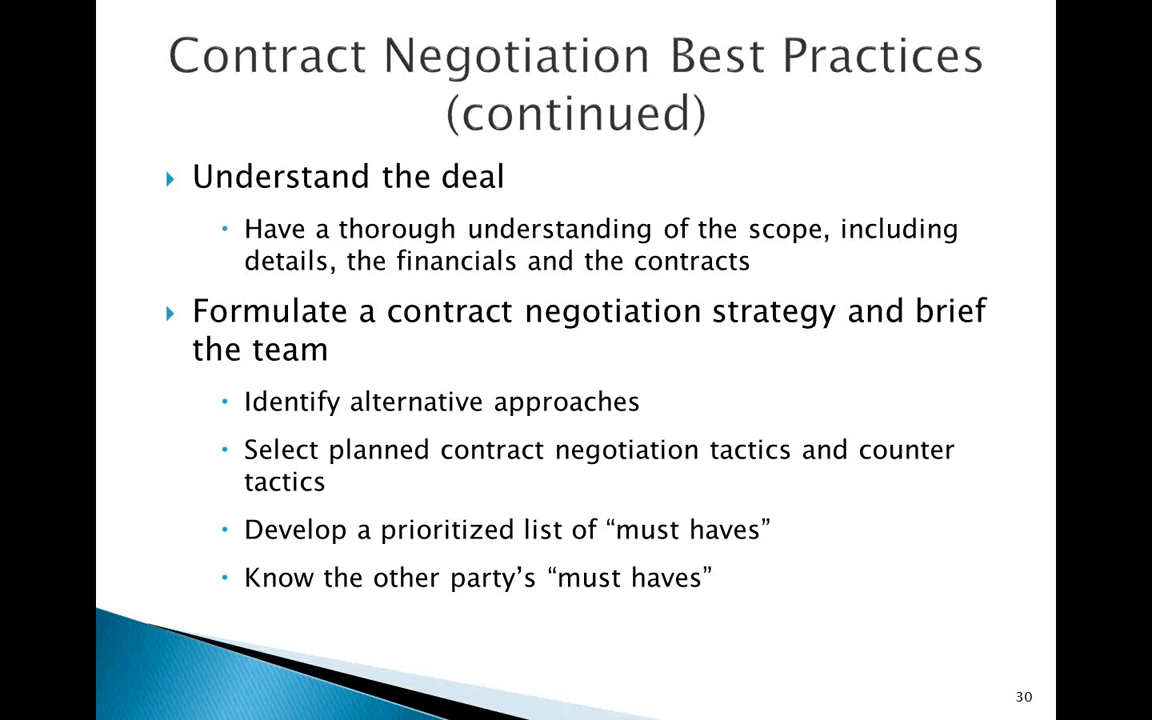 Contract Negotiation Best Practices
(continued)
Understand the deal
Have a thorough understanding of the scope, including
details, the financials and the contracts
Formulate a contract negotiation strategy and brief
the team
Identify alternative approaches
Select planned contract negotiation tactics and counter
tactics
Develop a prioritized list of “must haves”
Know the other party’s “must haves”
30